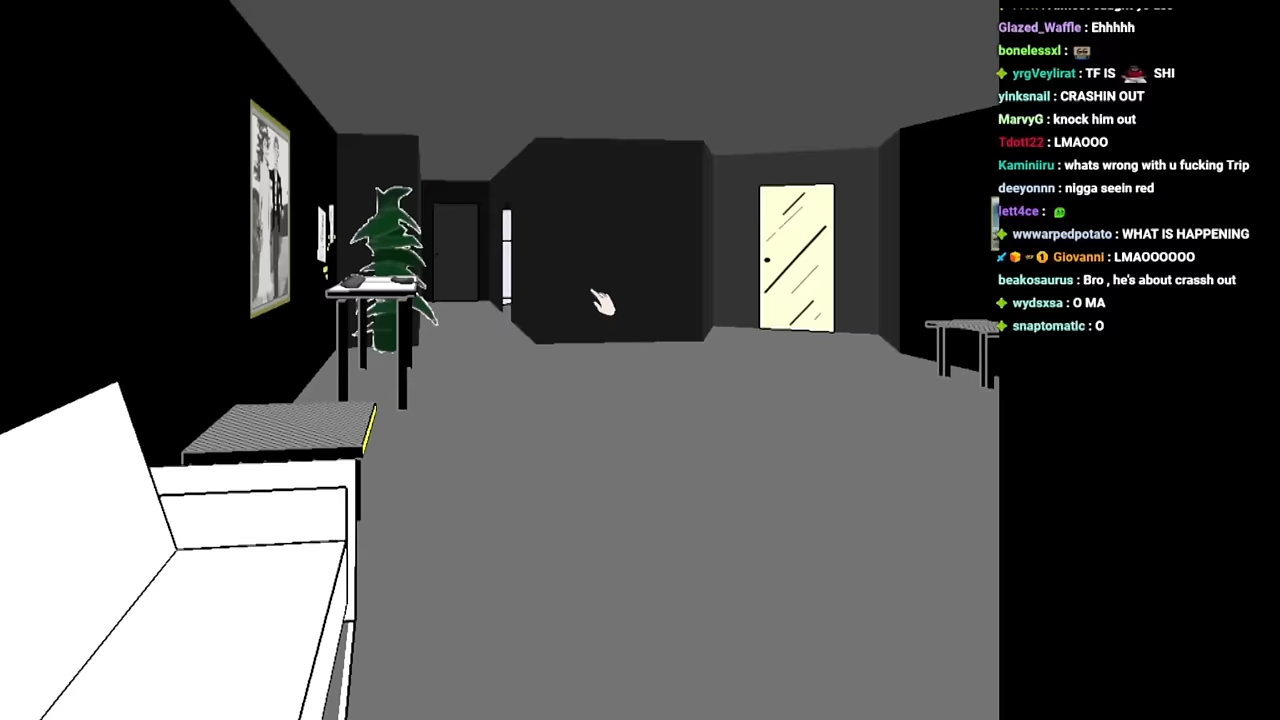 Glazed_Waffle : Ehhhhh
bonelessxl :
yrgVeylirat : TF IS SHI
ylnksnail : CRASHIN OUT
MarvyG : knock him out
Tdott22 : LMAOOO
Kaminiiru : whats wrong with u fucking Trip
deeyonnn : nigga seein red
lett4ce :
wwwarpedpotato : WHAT IS HAPPENING
Giovanni : LMAOOOOOO
beakosaurus : Bro , he's about crassh out
wydsxsa : O MA
snaptomatic : O